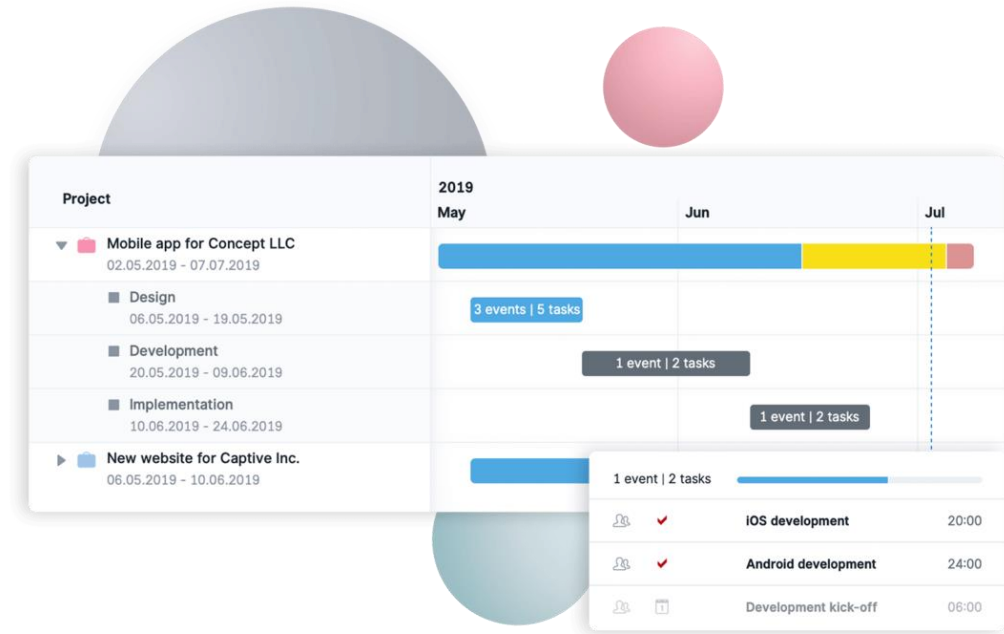 Project
2019
May Jun Jul
Mobile app for Concept LLC
02.05.2019 - 07.07.2019
Design
06.05.2019 - 19.05.2019
3 events | 5 tasks
Development
20.05.2019 - 09.06.2019
1 event | 2 tasks
Implementation
10.06.2019 - 24.06.2019
1 event | 2 tasks
New website for Captive Inc.
06.05.2019 - 10.06.2019
1 event | 2 tasks
iOS development 20:00
Android development 24:00
1 Development kick-off 06:00